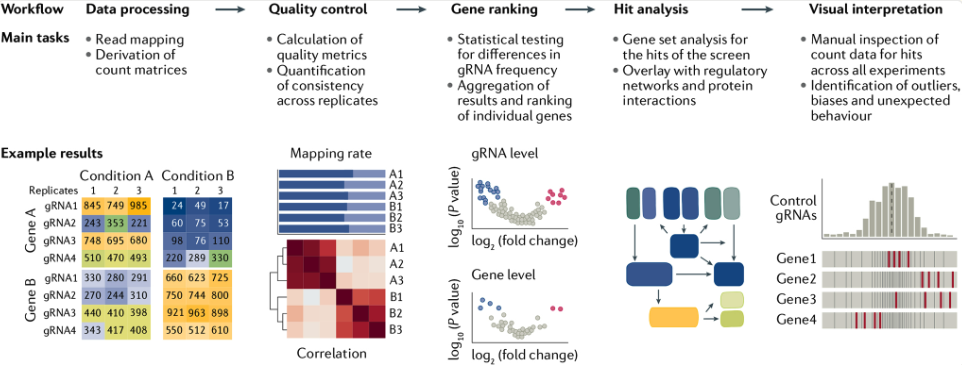 Workflow Data processing Quality control Gene ranking Hit analysis Visual interpretation
Main tasks
• Read mapping
• Derivation of
count matrices
• Calculation of
quality metrics
• Quantification
of consistency
across replicates
• Statistical testing
for differences in
gRNA frequency
• Aggregation of
results and ranking
of individual genes
• Gene set analysis for
the hits of the screen
• Overlay with regulatory
networks and protein
interactions
• Manual inspection of
count data for hits
across all experiments
• Identification of outliers,
biases and unexpected
behaviour
Example results
Condition A Condition B
Replicates 1 2 3 1 2 3
Gene A
gRNA1 845 749 985 24 49 17
gRNA2 243 353 221 60 75 53
gRNA3 748 695 680 98 76 110
gRNA4 510 470 493 220 289 330
Gene B
gRNA1 330 280 291 660 623 725
gRNA2 270 244 310 750 744 800
gRNA3 440 410 398 921 963 898
gRNA4 343 417 408 550 512 610
Mapping rate
A1
A2
A3
B1
B2
B3
A1
A2
A3
B1
B2
B3
Correlation
gRNA level
log10 (P value)
log2 (fold change)
Gene level
log10 (P value)
log2 (fold change)
Control
gRNAs
Gene1
Gene2
Gene3
Gene4